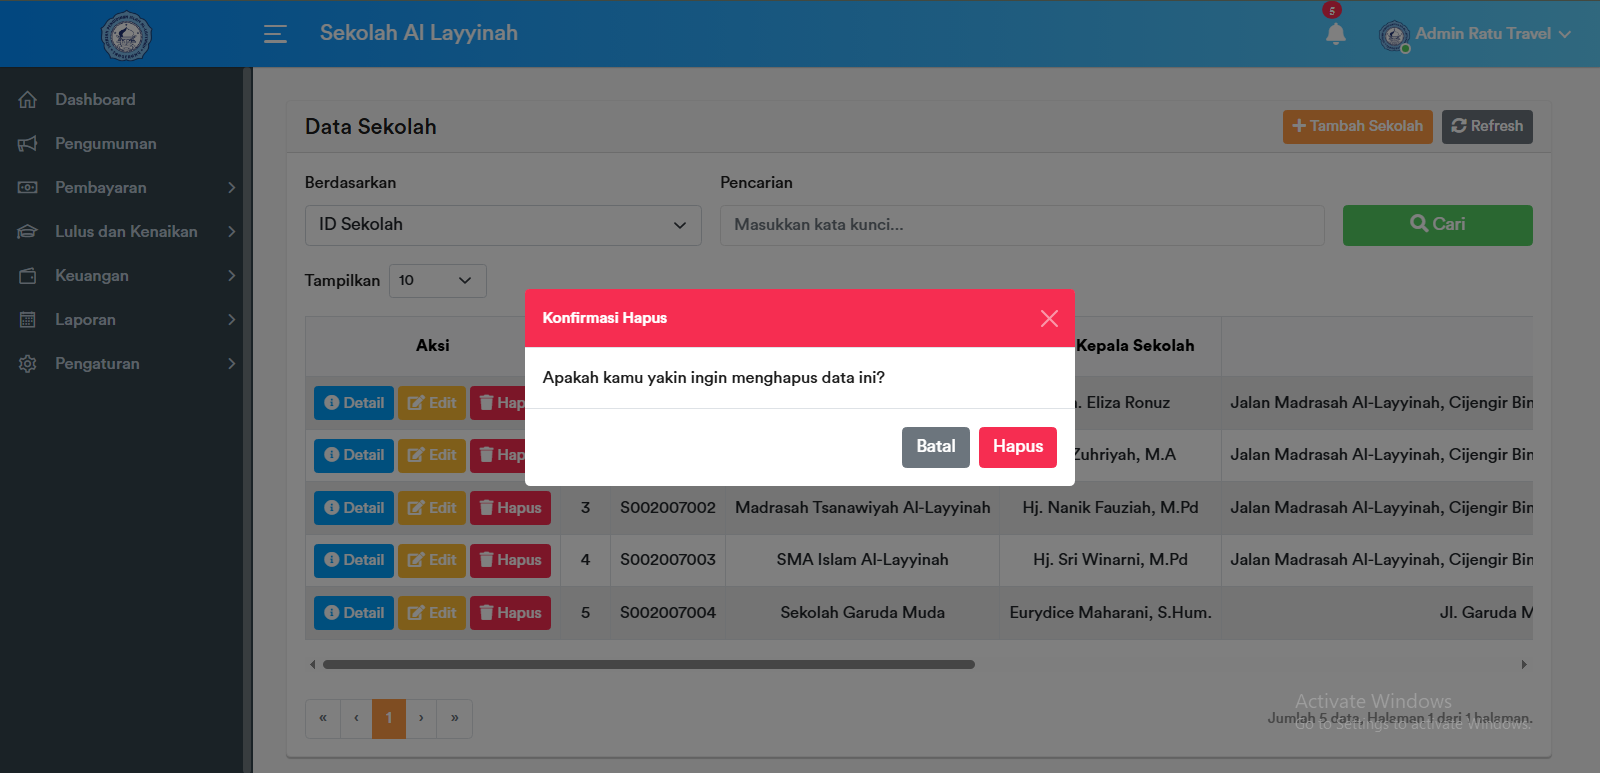 Sekolah Al Layyinah
5
Admin Ratu Travel
Dashboard
Pengumuman
Pembayaran
Lulus dan Kenaikan
Keuangan
Laporan
Pengaturan
Data Sekolah
Tambah Sekolah
Refresh
Berdasarkan
Pencarian
ID Sekolah
Masukkan kata kunci...
Cari
Tampilkan 10
Konfirmasi Hapus
Apakah kamu yakin ingin menghapus data ini?
Batal Hapus
Aksi Kepala Sekolah
Detail Edit Hap . Eliza Ronuz Jalan Madrasah Al-Layyinah, Cijengir Bin
Detail Edit Hap Zuhriyah, M.A Jalan Madrasah Al-Layyinah, Cijengir Bin
Detail Edit Hapus 3 S002007002 Madrasah Tsanawiyah Al-Layyinah Hj. Nanik Fauziah, M.Pd Jalan Madrasah Al-Layyinah, Cijengir Bin
Detail Edit Hapus 4 S002007003 SMA Islam Al-Layyinah Hj. Sri Winarni, M.Pd Jalan Madrasah Al-Layyinah, Cijengir Bin
Detail Edit Hapus 5 S002007004 Sekolah Garuda Muda Eurydice Maharani, S.Hum. Jl. Garuda M
« ‹ 1 › »
Jumlah 5 data, Halaman 1 dari 1 halaman.
Activate Windows
Go to Settings to activate Windows.